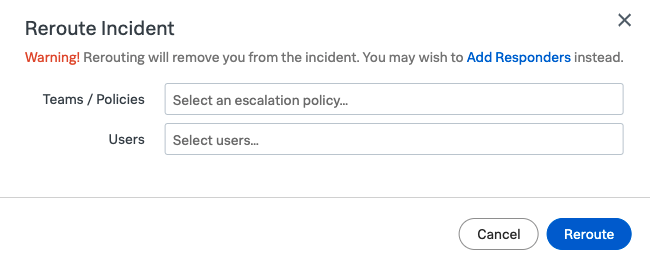 Reroute Incident
Warning! Rerouting will remove you from the incident. You may wish to Add Responders instead.
Teams / Policies Select an escalation policy...
Users Select users...
Cancel Reroute